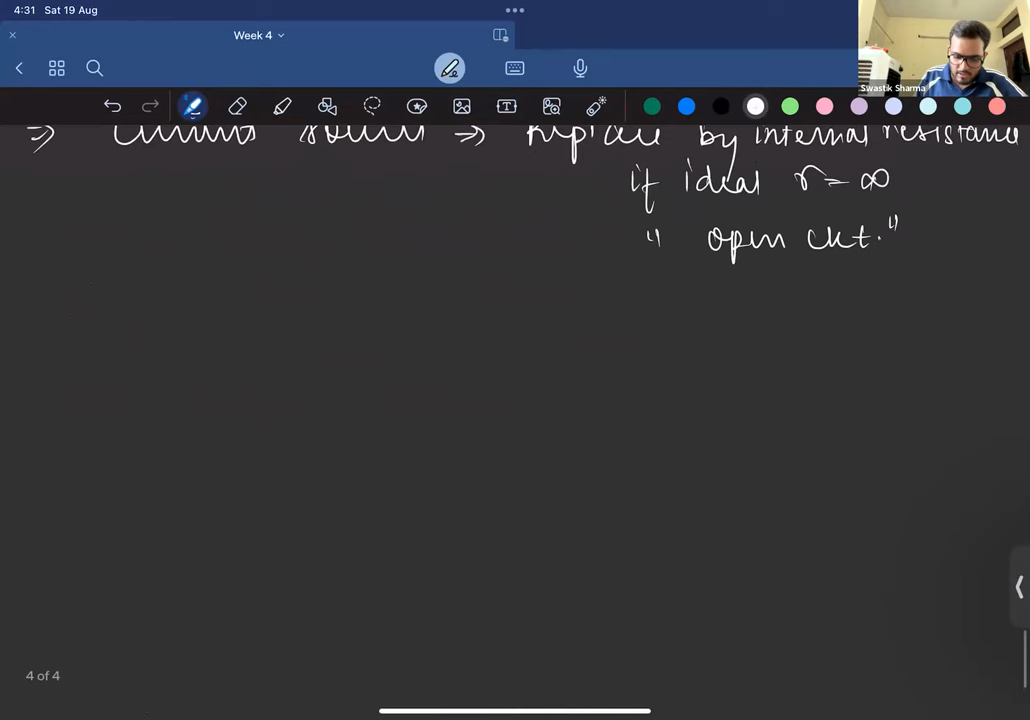 4:31 Sat 19 Aug
Week 4
Swastik Sharma
⇒ Current source ⇒ Replace by internal resistance
if ideal r = ∞
" open ckt."
4 of 4